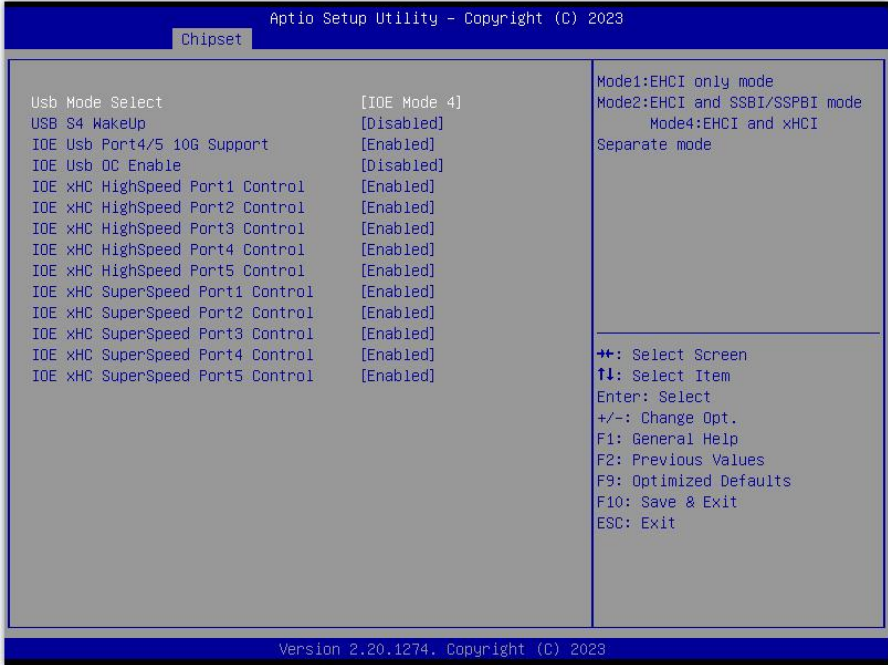 Aptio Setup Utility – Copyright (C) 2023
Chipset
Usb Mode Select [IOE Mode 4]
USB S4 WakeUp [Disabled]
IOE Usb Port4/5 10G Support [Enabled]
IOE Usb OC Enable [Disabled]
IOE xHC HighSpeed Port1 Control [Enabled]
IOE xHC HighSpeed Port2 Control [Enabled]
IOE xHC HighSpeed Port3 Control [Enabled]
IOE xHC HighSpeed Port4 Control [Enabled]
IOE xHC HighSpeed Port5 Control [Enabled]
IOE xHC SuperSpeed Port1 Control [Enabled]
IOE xHC SuperSpeed Port2 Control [Enabled]
IOE xHC SuperSpeed Port3 Control [Enabled]
IOE xHC SuperSpeed Port4 Control [Enabled]
IOE xHC SuperSpeed Port5 Control [Enabled]
Mode1:EHCI only mode
Mode2:EHCI and SSBI/SSPBI mode
Mode4:EHCI and xHCI
Separate mode
→←: Select Screen
↑↓: Select Item
Enter: Select
+/-: Change Opt.
F1: General Help
F2: Previous Values
F9: Optimized Defaults
F10: Save & Exit
ESC: Exit
Version 2.20.1274. Copyright (C) 2023